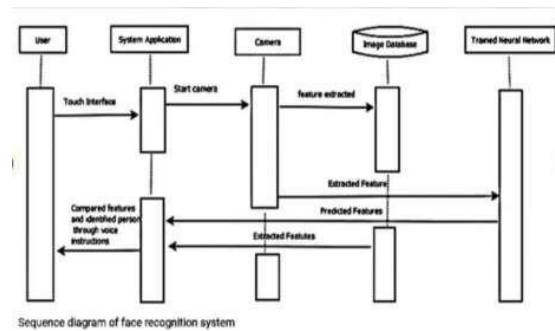 User
System Application
Camera
Image Database
Trained Neural Network
Touch Interface
Start camera
feature extracted
Extracted Feature
Predicted Features
Compared features
and identified person
through voice
instructions
Extracted Features
Sequence diagram of face recognition system